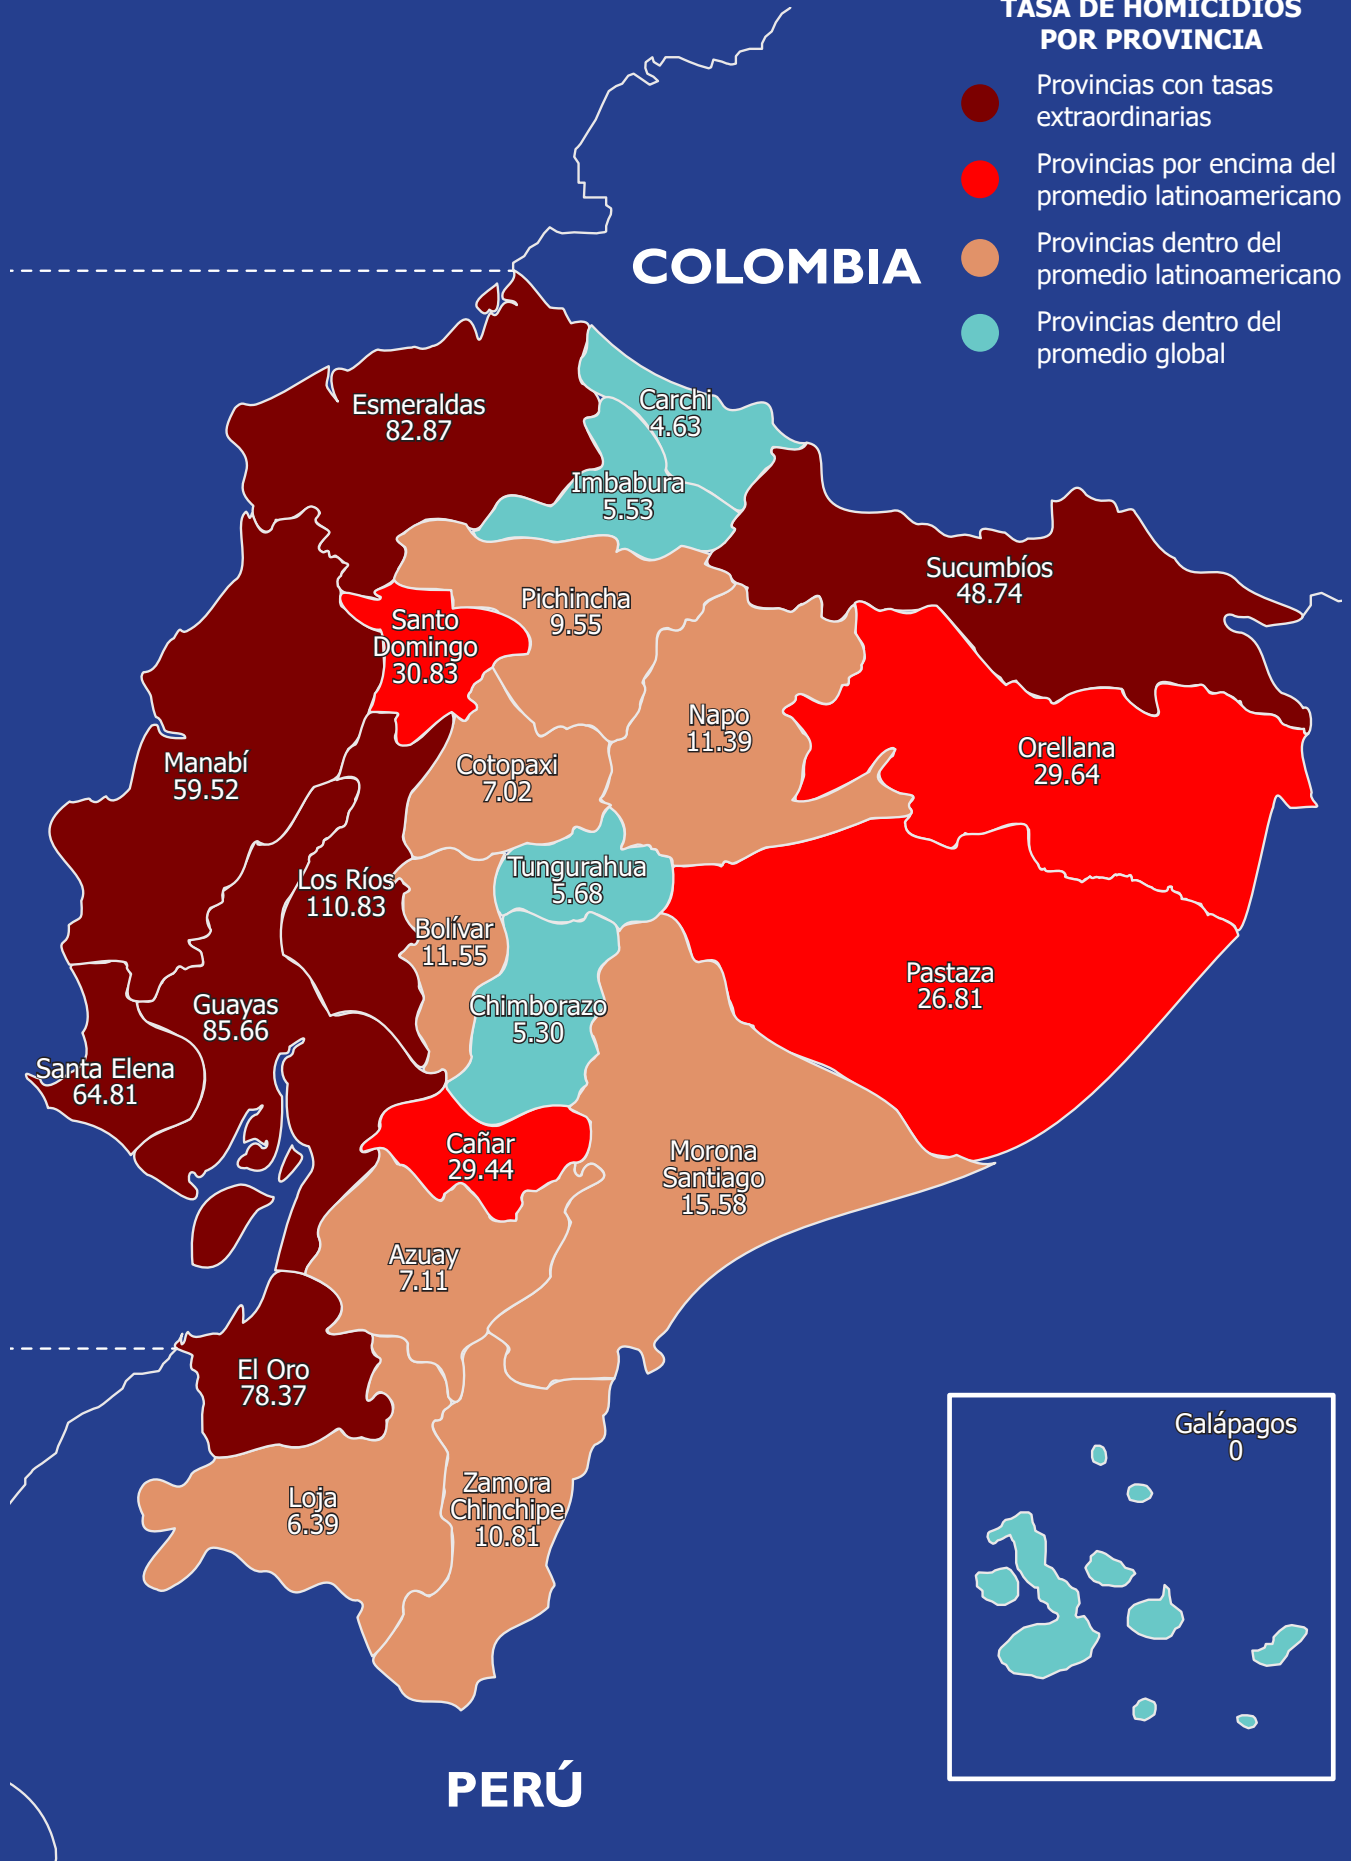 TASA DE HOMICIDIOS
POR PROVINCIA
Provincias con tasas
extraordinarias
Provincias por encima del
promedio latinoamericano
Provincias dentro del
promedio latinoamericano
Provincias dentro del
promedio global
COLOMBIA
Esmeraldas
82.87
Carchi
4.63
Imbabura
5.53
Sucumbíos
48.74
Pichincha
9.55
Santo
Domingo
30.83
Napo
11.39
Orellana
29.64
Manabí
59.52
Cotopaxi
7.02
Tungurahua
5.68
Los Ríos
110.83
Bolívar
11.55
Pastaza
26.81
Chimborazo
5.30
Guayas
85.66
Santa Elena
64.81
Cañar
29.44
Morona
Santiago
15.58
Azuay
7.11
El Oro
78.37
Galápagos
0
Loja
6.39
Zamora
Chinchipe
10.81
PERÚ